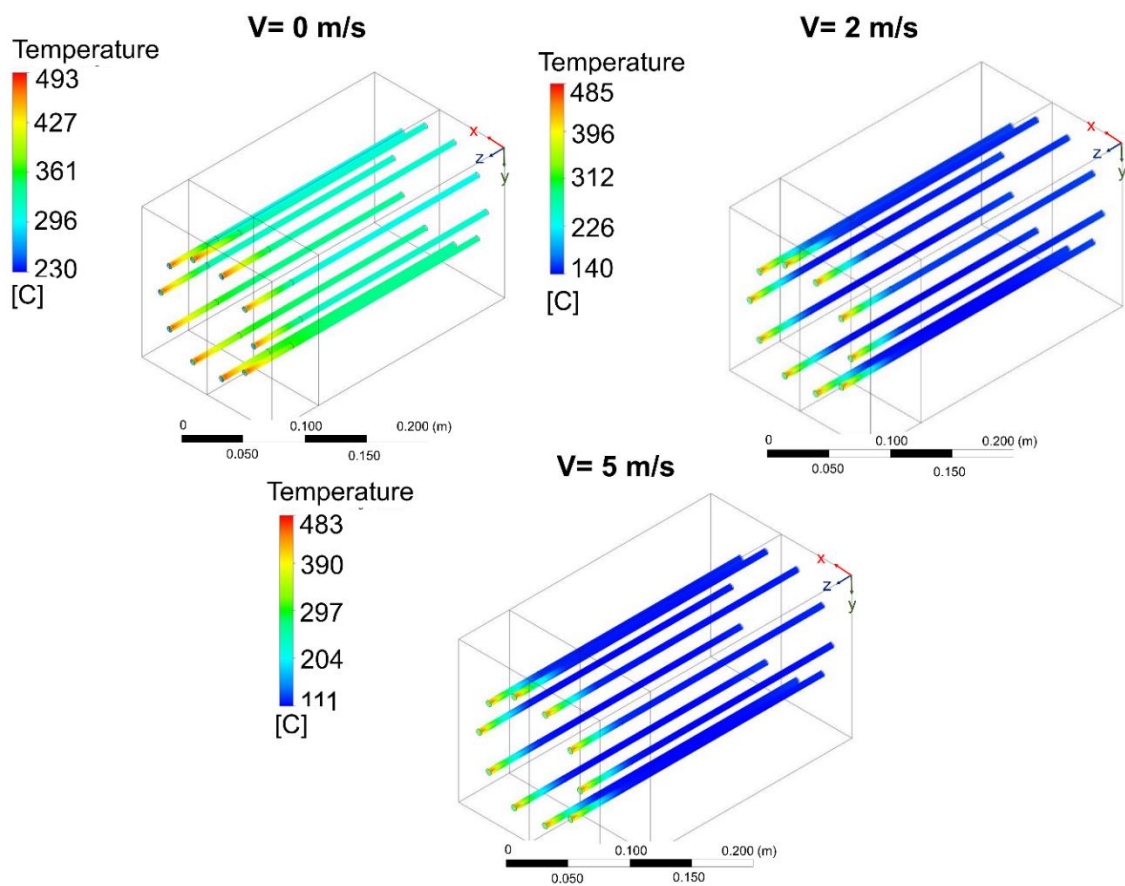 V= 0 m/s
Temperature
493
427
361
296
230
[C]
x
z
y
0 0.100 0.200 (m)
0.050 0.150
V= 2 m/s
Temperature
485
396
312
226
140
[C]
x
z
y
0 0.100 0.200 (m)
0.050 0.150
V= 5 m/s
Temperature
483
390
297
204
111
[C]
x
z
y
0 0.100 0.200 (m)
0.050 0.150